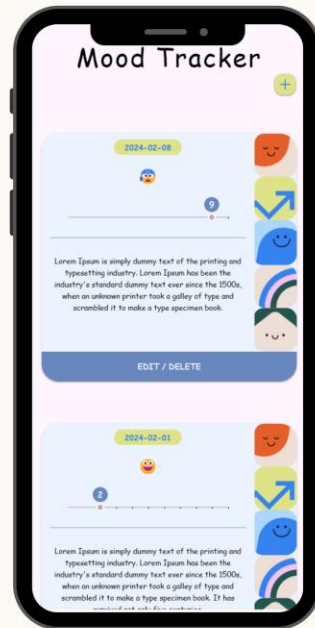 Mood Tracker
+
2024-02-08
9
Lorem Ipsum is simply dummy text of the printing and
typesetting industry. Lorem Ipsum has been the
industry's standard dummy text ever since the 1500s,
when an unknown printer took a galley of type and
scrambled it to make a type specimen book.
EDIT / DELETE
2024-02-01
2
Lorem Ipsum is simply dummy text of the printing and
typesetting industry. Lorem Ipsum has been the
industry's standard dummy text ever since the 1500s,
when an unknown printer took a galley of type and
scrambled it to make a type specimen book. It has
survived not only five centuries